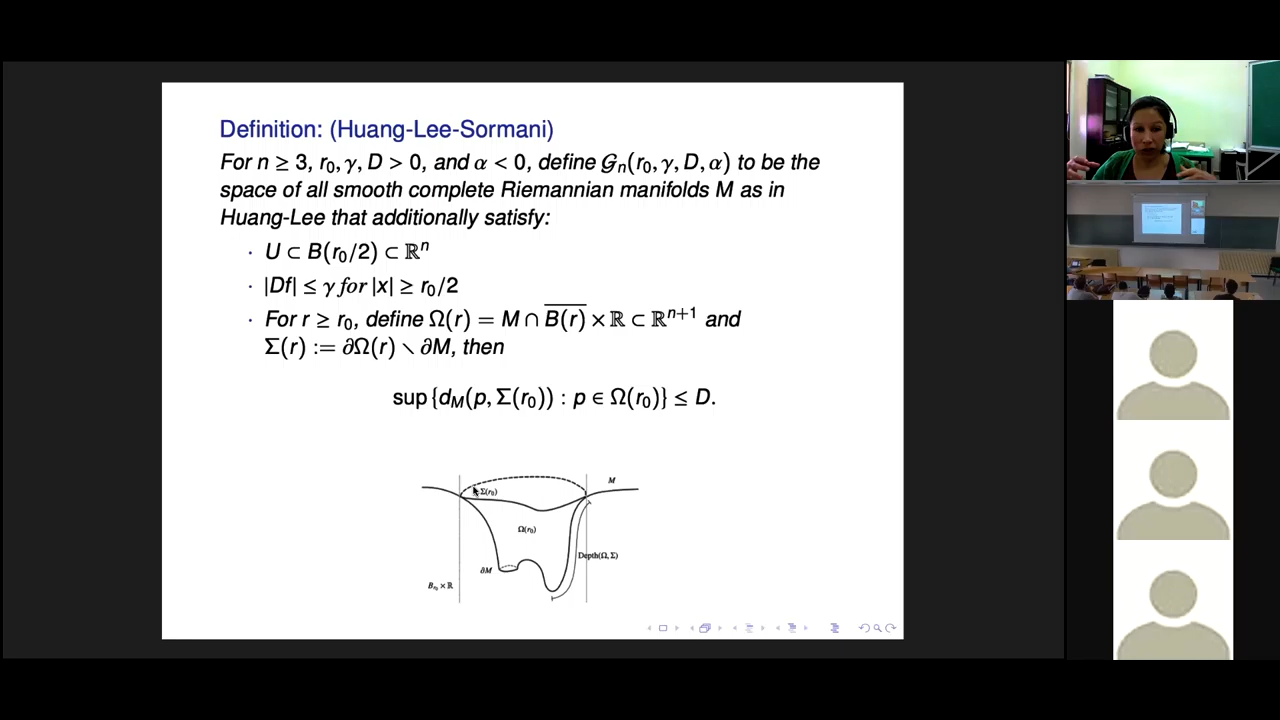 Definition: (Huang-Lee-Sormani)
For n ≥ 3, r₀, γ, D > 0, and α < 0, define 𝒢ₙ(r₀, γ, D, α) to be the
space of all smooth complete Riemannian manifolds M as in
Huang-Lee that additionally satisfy:
· U ⊂ B(r₀/2) ⊂ ℝⁿ
· |Df| ≤ γ for |x| ≥ r₀/2
· For r ≥ r₀, define Ω(r) = M ∩ B̅(̅r̅)̅ × ℝ ⊂ ℝⁿ⁺¹ and
Σ(r) := ∂Ω(r) ∖ ∂M, then
sup {d_M(p, Σ(r₀)) : p ∈ Ω(r₀)} ≤ D.
M
Σ(r₀)
Ω(r₀)
Depth(Ω, Σ)
∂M
B_r₀ × ℝ